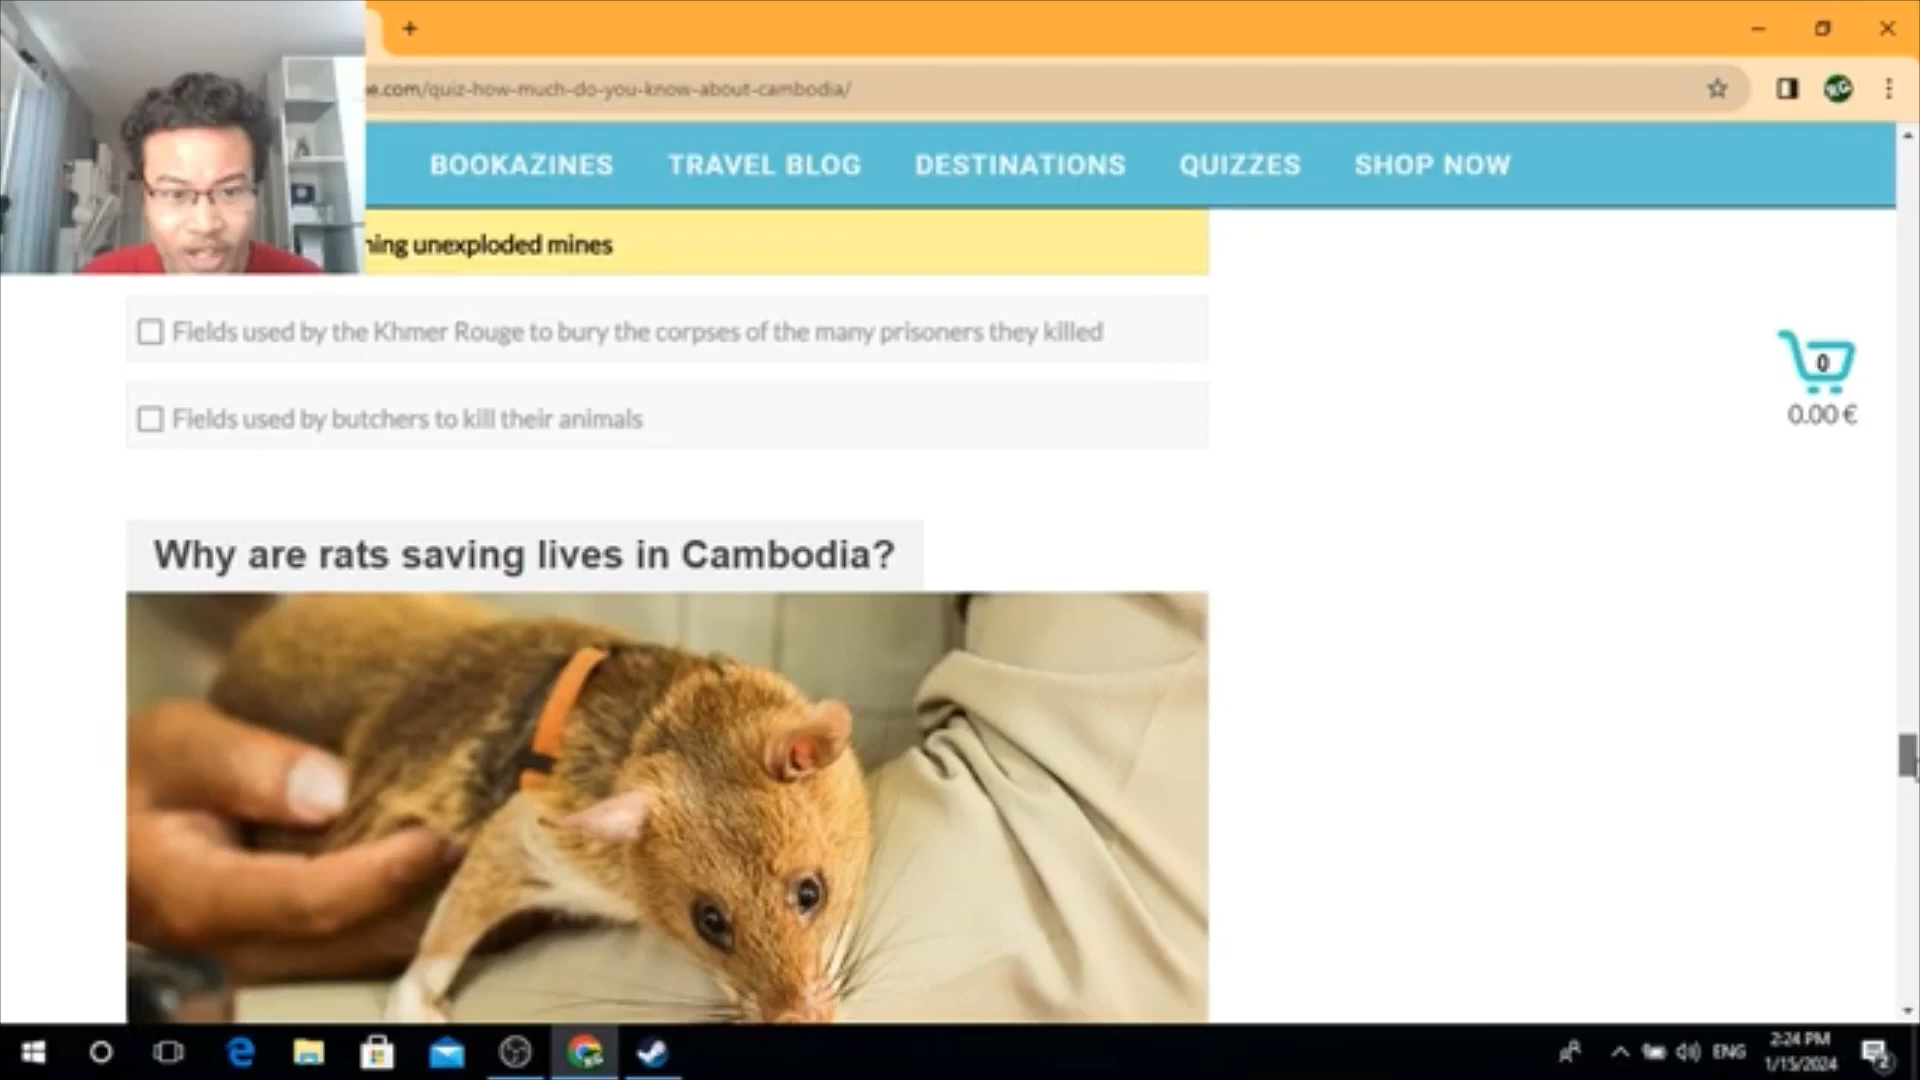 .com/quiz-how-much-do-you-know-about-cambodia/
BOOKAZINES TRAVEL BLOG DESTINATIONS QUIZZES SHOP NOW
unexploded mines
Fields used by the Khmer Rouge to bury the corpses of the many prisoners they killed
0
Fields used by butchers to kill their animals
0.00 €
Why are rats saving lives in Cambodia?
ENG
2:24 PM
1/15/2024
2